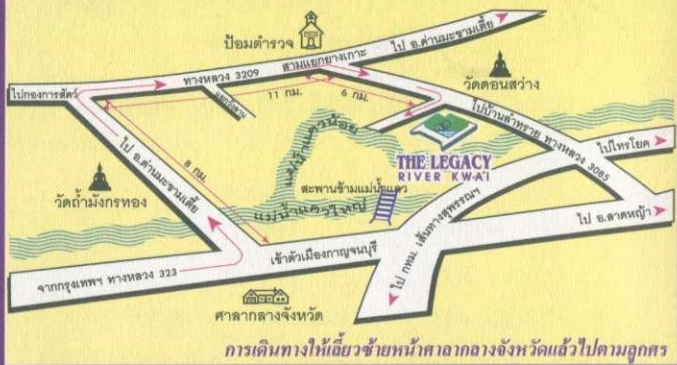 ป้อมตำรวจ
ไป อ.ด่านมะขามเตี้ย
สามแยกยางเกาะ
ทางหลวง 3209
ไปกองการสัตว์
11 กม.
6 กม.
วัดดอนสว่าง
ไปบ้านลำทราย ทางหลวง 3085
แม่น้ำแควน้อย
THE LEGACY
RIVER KWAI
ไปไทรโยค
ไป อ.ด่านมะขามเตี้ย
8 กม.
วัดถ้ำมังกรทอง
สะพานข้ามแม่น้ำแคว
แม่น้ำแควใหญ่
ไป อ.ลาดหญ้า
เข้าตัวเมืองกาญจนบุรี
ไป กทม. เส้นทางสุพรรณฯ
จากกรุงเทพฯ ทางหลวง 323
ศาลากลางจังหวัด
การเดินทางให้เลี้ยวซ้ายหน้าศาลากลางจังหวัดแล้วไปตามลูกศร